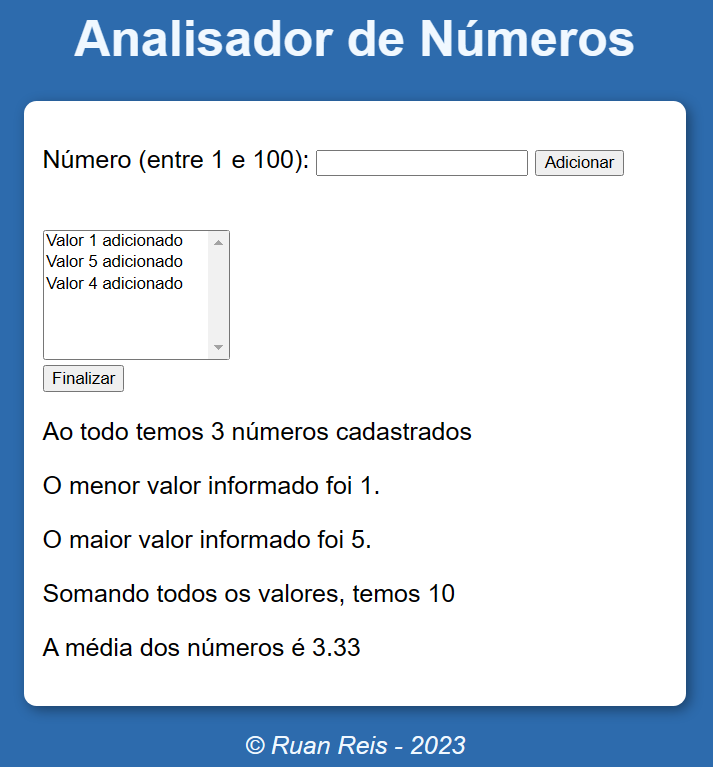 Analisador de Números
Número (entre 1 e 100): Adicionar
Valor 1 adicionado
Valor 5 adicionado
Valor 4 adicionado
Finalizar
Ao todo temos 3 números cadastrados
O menor valor informado foi 1.
O maior valor informado foi 5.
Somando todos os valores, temos 10
A média dos números é 3.33
© Ruan Reis - 2023